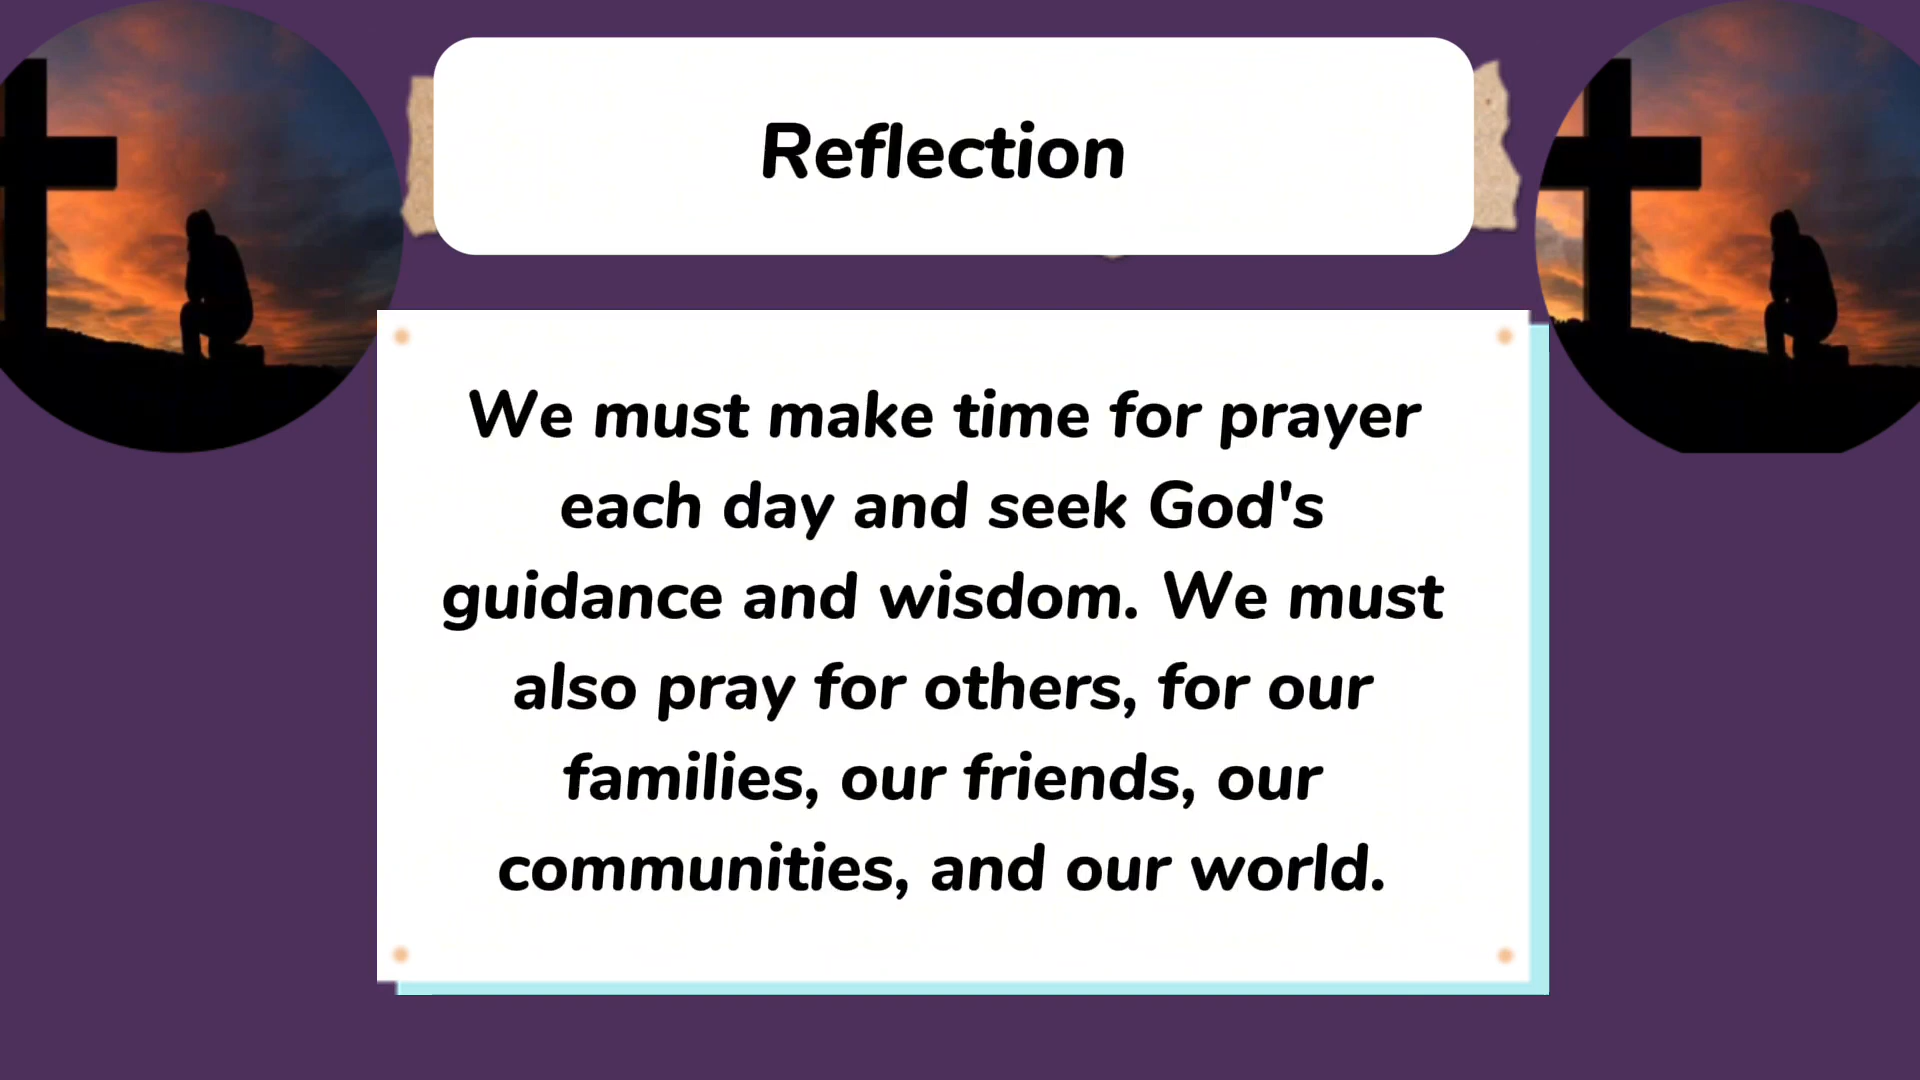 Reflection
We must make time for prayer
each day and seek God's
guidance and wisdom. We must
also pray for others, for our
families, our friends, our
communities, and our world.